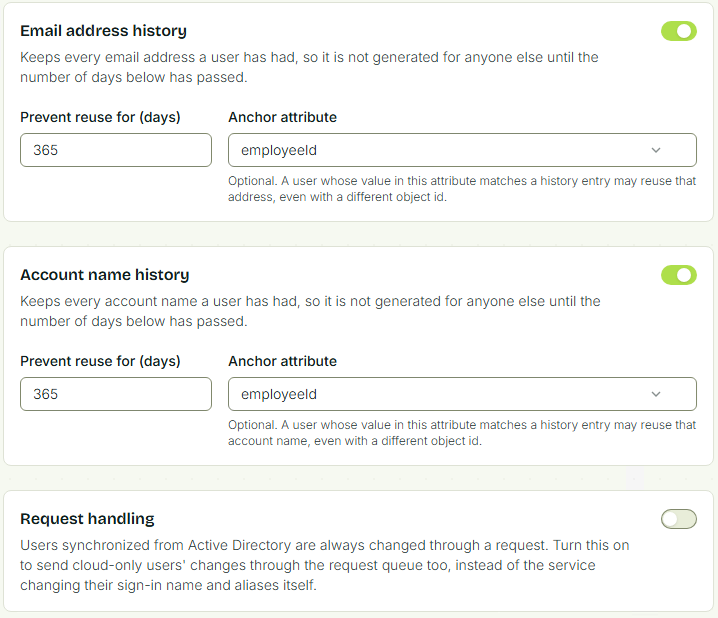 Email address history
Keeps every email address a user has had, so it is not generated for anyone else until the
number of days below has passed.
Prevent reuse for (days)
Anchor attribute
365
employeeId
Optional. A user whose value in this attribute matches a history entry may reuse that
address, even with a different object id.
Account name history
Keeps every account name a user has had, so it is not generated for anyone else until the
number of days below has passed.
Prevent reuse for (days)
Anchor attribute
365
employeeId
Optional. A user whose value in this attribute matches a history entry may reuse that
account name, even with a different object id.
Request handling
Users synchronized from Active Directory are always changed through a request. Turn this on
to send cloud-only users' changes through the request queue too, instead of the service
changing their sign-in name and aliases itself.